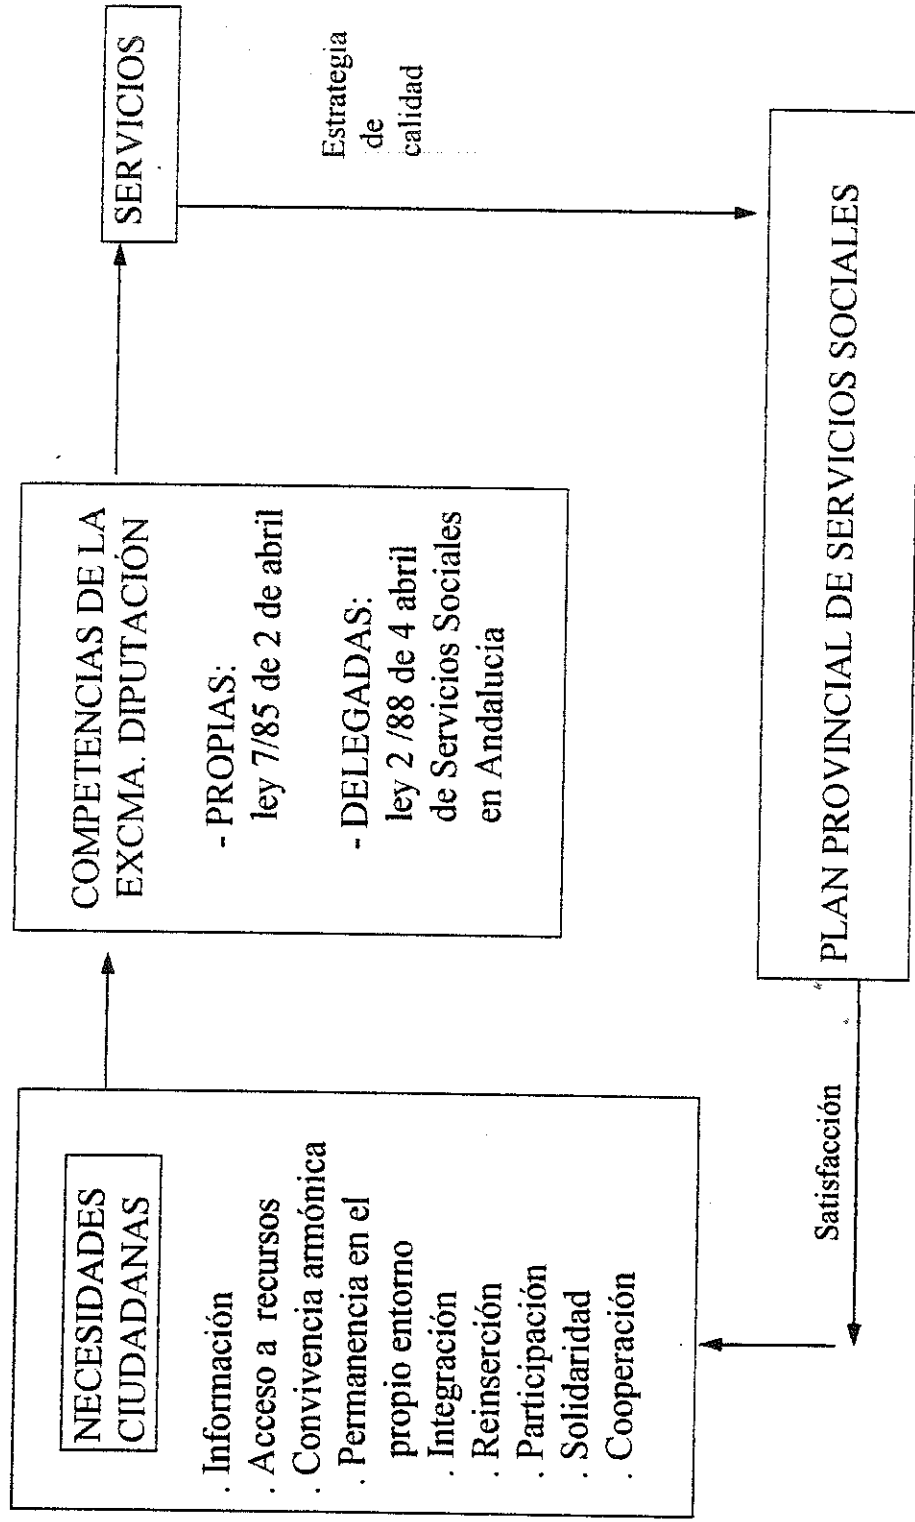 NECESIDADES
CIUDADANAS
. Información
. Acceso a recursos
. Convivencia armónica
. Permanencia en el
propio entorno
. Integración
. Reinserción
. Participación
. Solidaridad
. Cooperación
COMPETENCIAS DE LA
EXCMA. DIPUTACIÓN
- PROPIAS:
ley 7/85 de 2 de abril
- DELEGADAS:
ley 2 /88 de 4 abril
de Servicios Sociales
en Andalucia
SERVICIOS
Estrategia
de
calidad
PLAN PROVINCIAL DE SERVICIOS SOCIALES
Satisfacción